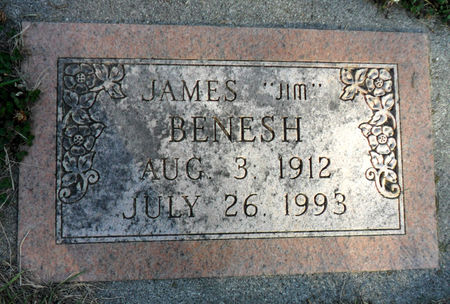 JAMES "JIM"
BENESH
AUG. 3. 1912
JULY 26. 1993